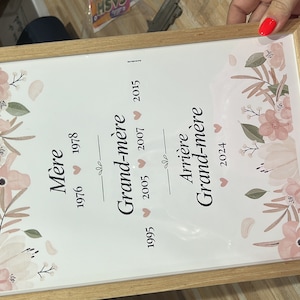 Mère
1976 ♥ 1978
Grand-mère
1995 ♥ 2005 ♥ 2007 ♥ 2015
Arrière
Grand-mère
♥ 2024